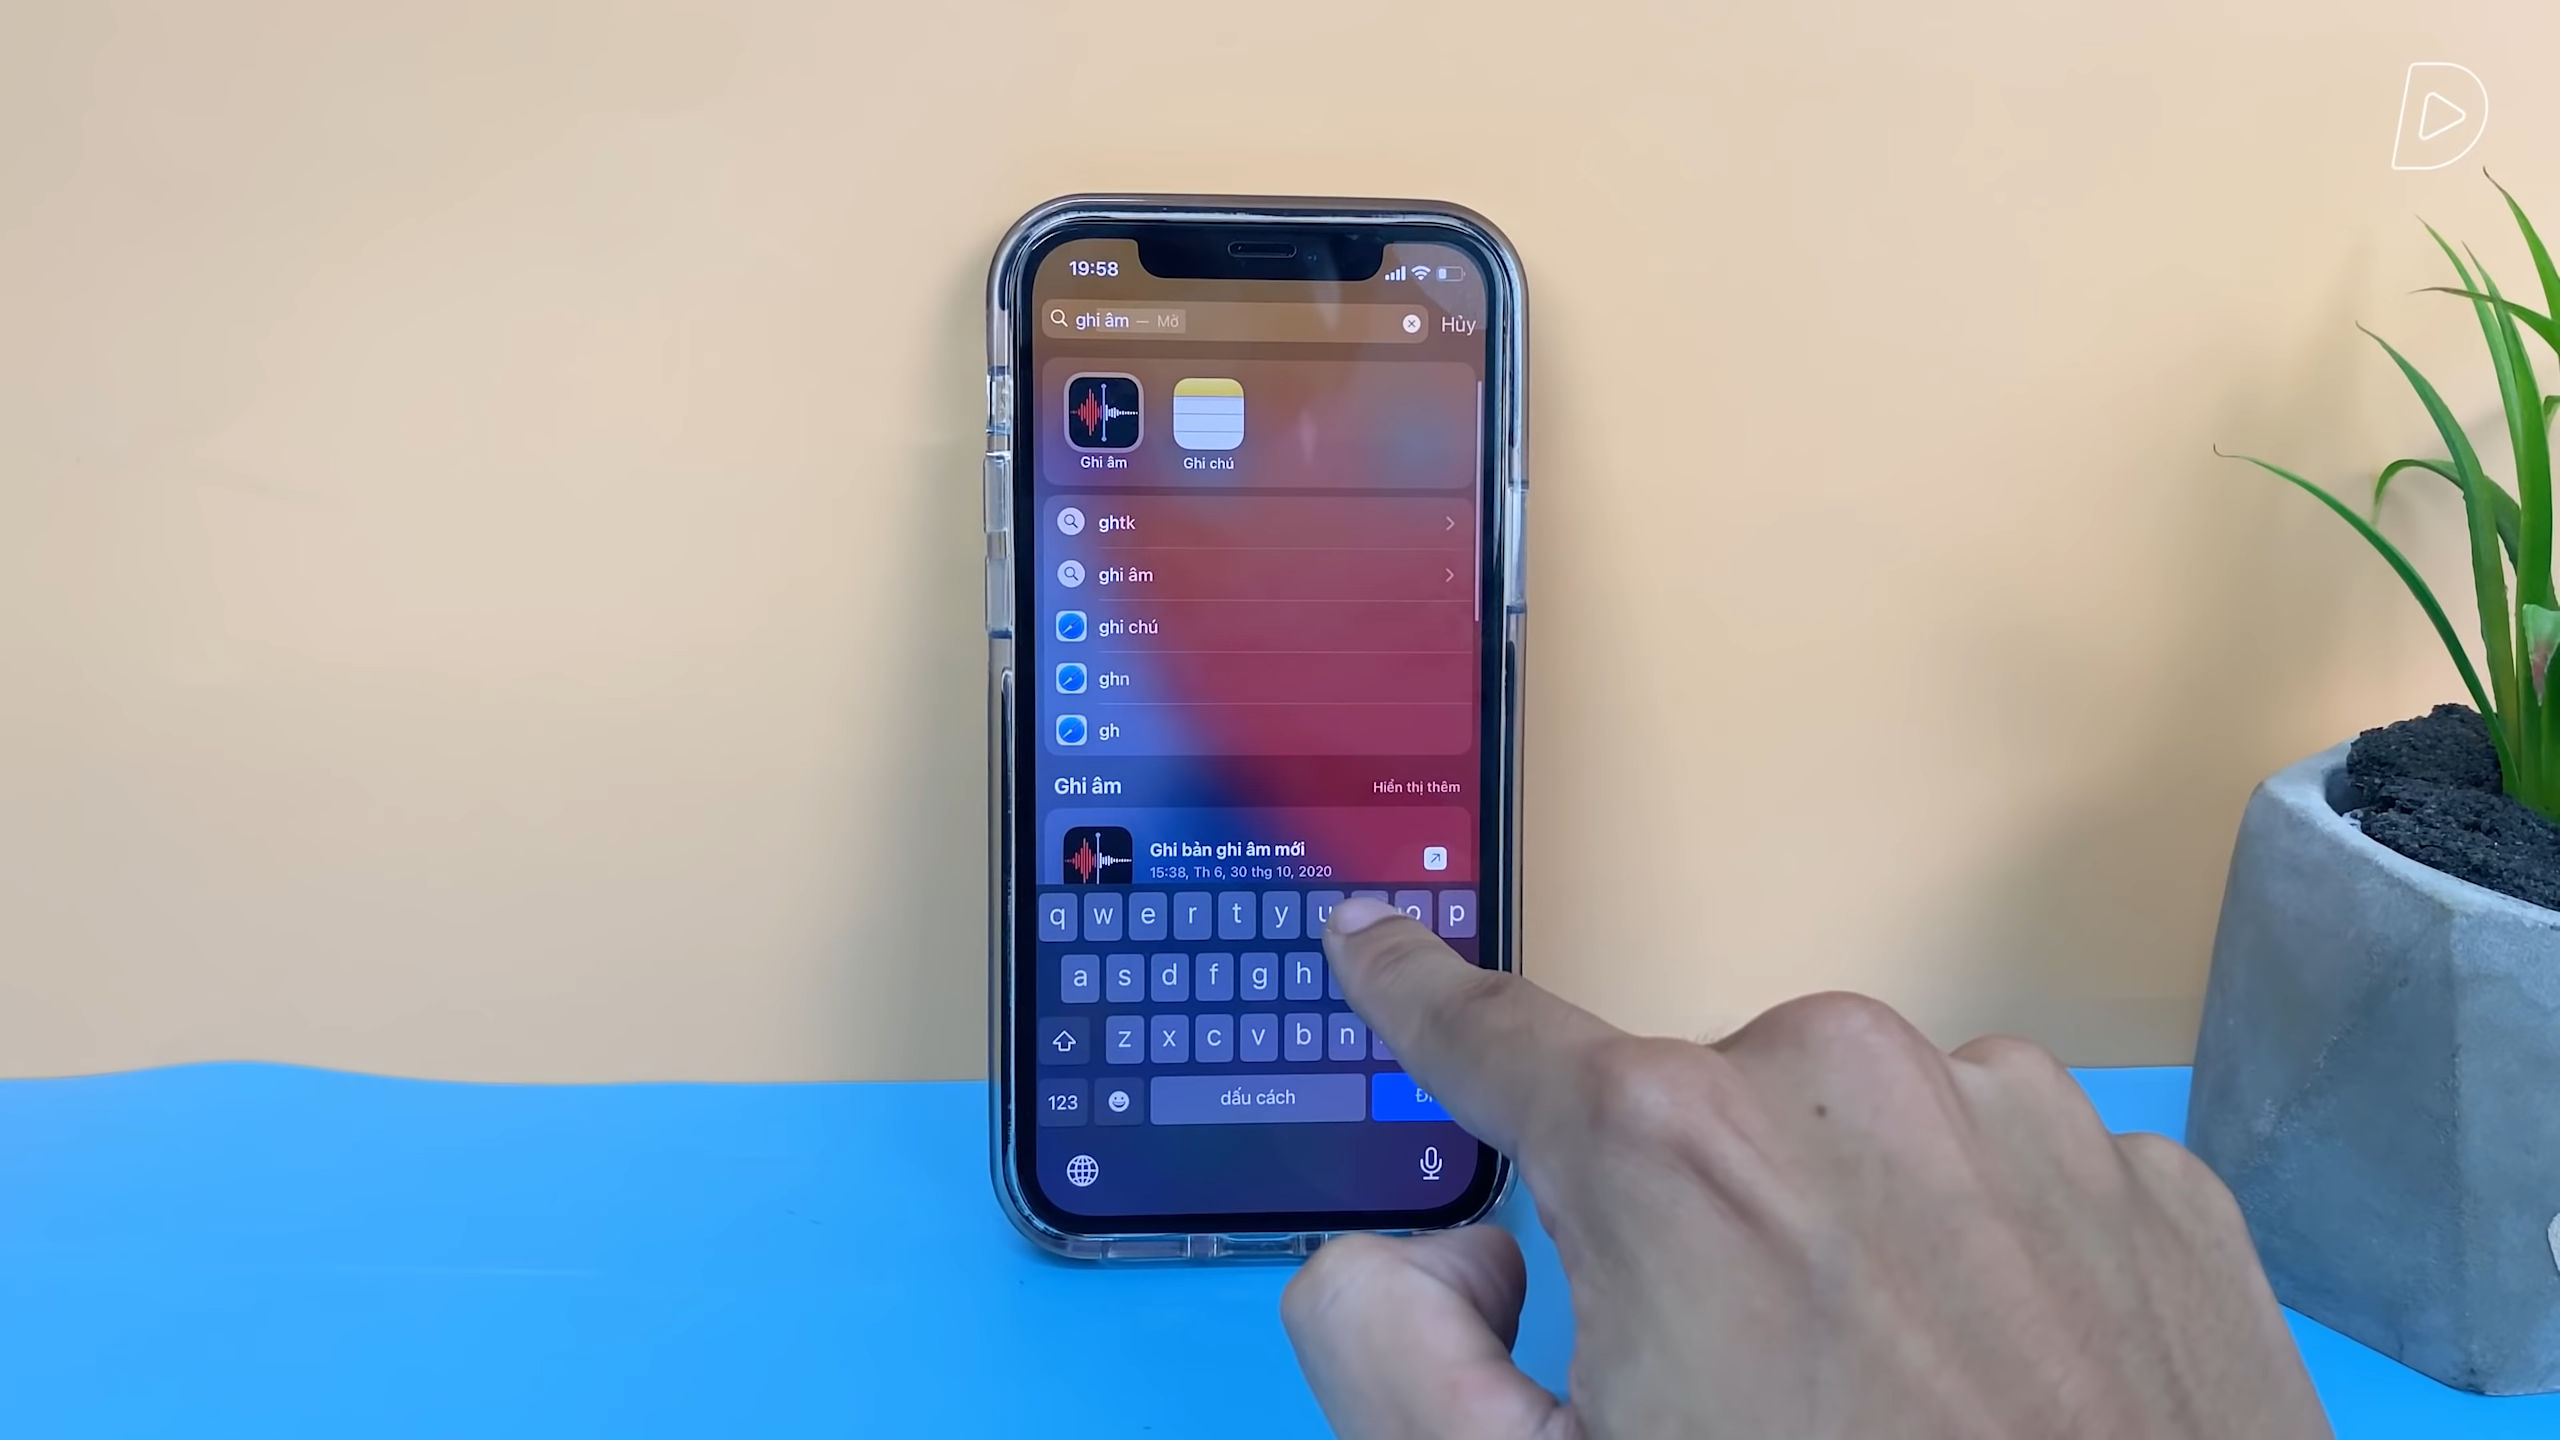 19:58
ghi âm — Mở
Hủy
Ghi âm
Ghi chú
ghtk
ghi âm
ghi chú
ghn
gh
Ghi âm
Hiển thị thêm
Ghi bản ghi âm mới
15:38, Th 6, 30 thg 10, 2020
q w e r t y u o p
a s d f g h
z x c v b n
123
dấu cách